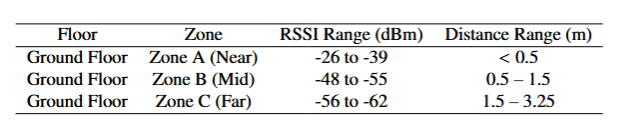 Floor Zone RSSI Range (dBm) Distance Range (m)
Ground Floor Zone A (Near) -26 to -39 < 0.5
Ground Floor Zone B (Mid) -48 to -55 0.5 – 1.5
Ground Floor Zone C (Far) -56 to -62 1.5 – 3.25